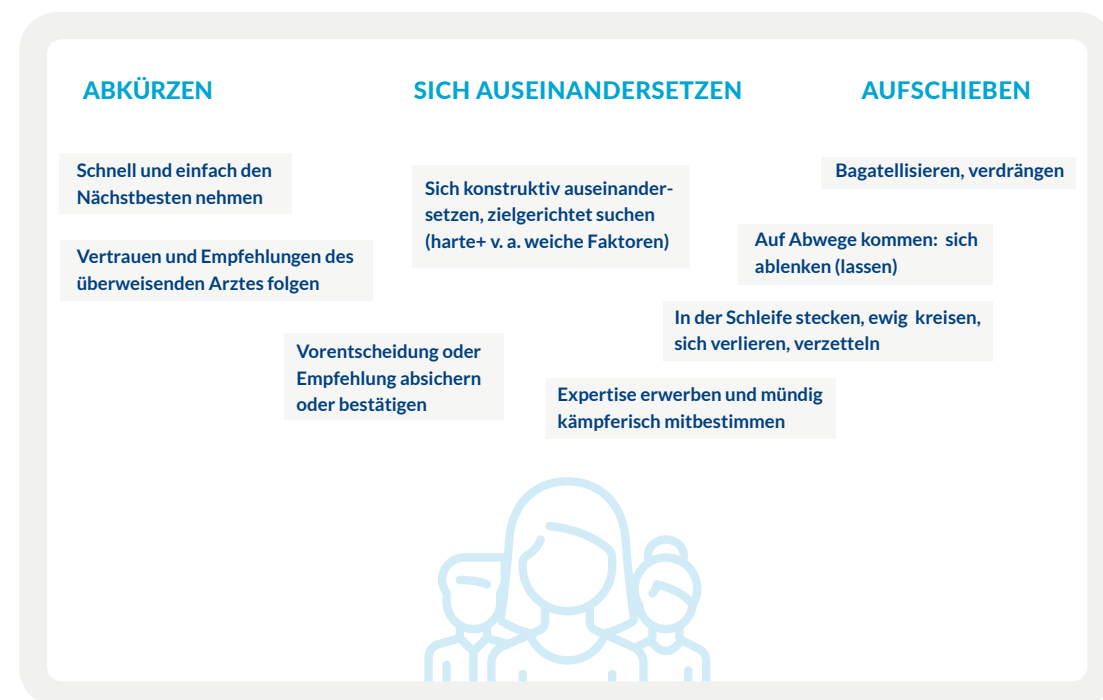 ABKÜRZEN
SICH AUSEINANDERSETZEN
AUFSCHIEBEN
Schnell und einfach den
Nächstbesten nehmen
Vertrauen und Empfehlungen des
überweisenden Arztes folgen
Vorentscheidung oder
Empfehlung absichern
oder bestätigen
Sich konstruktiv auseinander-
setzen, zielgerichtet suchen
(harte+ v. a. weiche Faktoren)
Expertise erwerben und mündig
kämpferisch mitbestimmen
Bagatellisieren, verdrängen
Auf Abwege kommen: sich
ablenken (lassen)
In der Schleife stecken, ewig kreisen,
sich verlieren, verzetteln